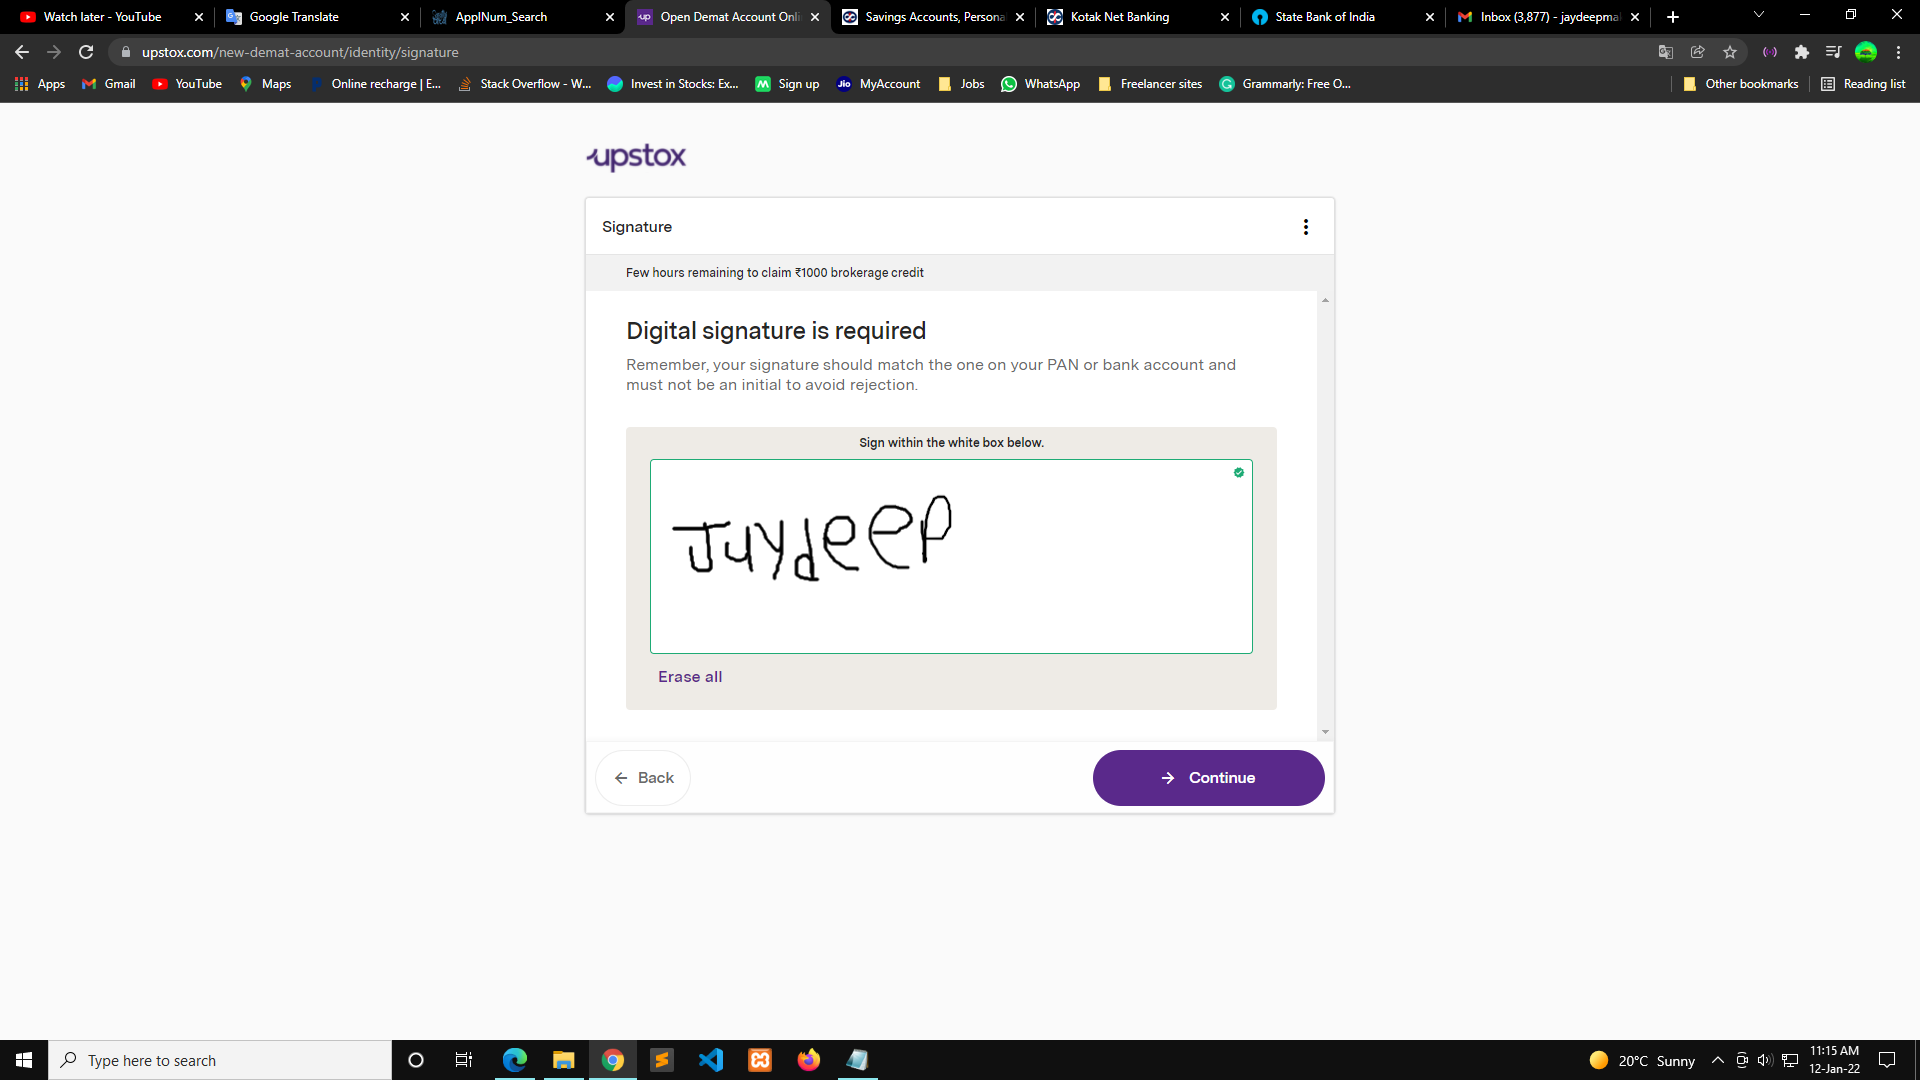 Watch later - YouTube
Google Translate
ApplNum_Search
up Open Demat Account Onli
Savings Accounts, Persona
Kotak Net Banking
State Bank of India
Inbox (3,877) - jaydeepma
upstox.com/new-demat-account/identity/signature
Apps
Gmail
YouTube
Maps
Online recharge | E...
Stack Overflow - W...
Invest in Stocks: Ex...
Sign up
Jio MyAccount
Jobs
WhatsApp
Freelancer sites
Grammarly: Free O...
Other bookmarks
Reading list
upstox
Signature
Few hours remaining to claim ₹1000 brokerage credit
Digital signature is required
Remember, your signature should match the one on your PAN or bank account and
must not be an initial to avoid rejection.
Sign within the white box below.
Jaydeep
Erase all
Back
Continue
Type here to search
20°C Sunny
11:15 AM
12-Jan-22